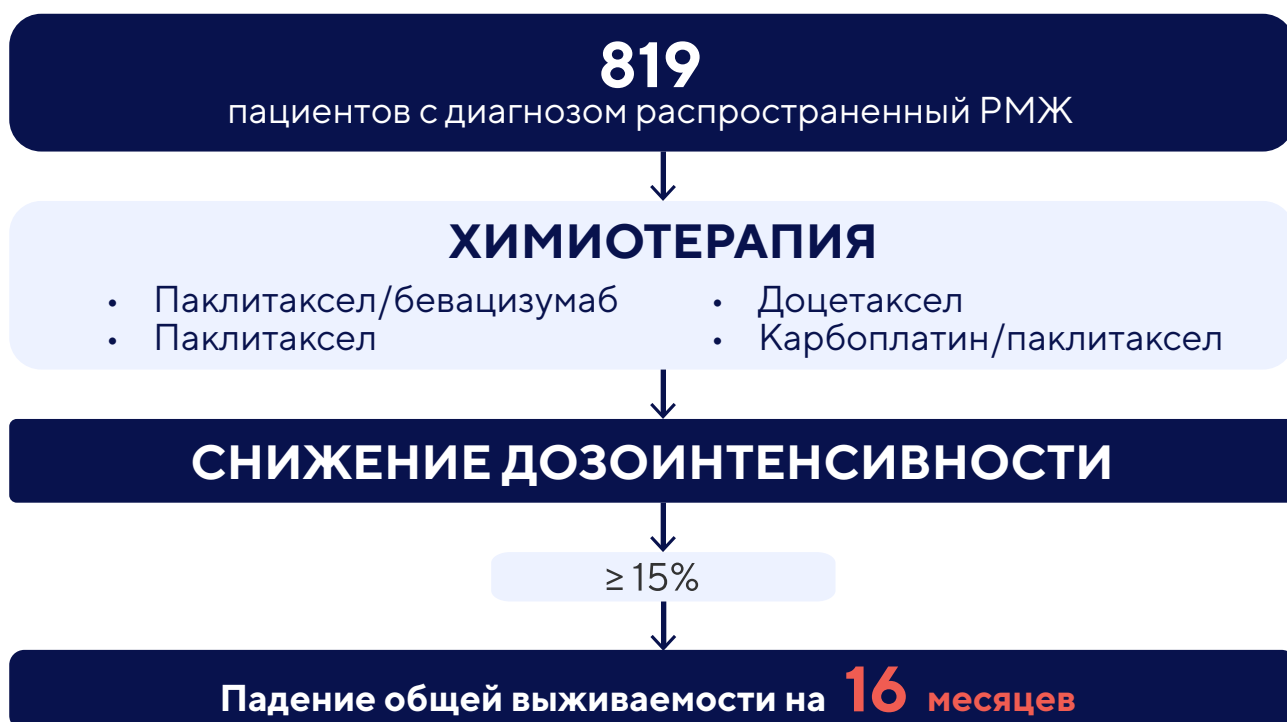 819
пациентов с диагнозом распространенный РМЖ
ХИМИОТЕРАПИЯ
• Паклитаксел/бевацизумаб
• Паклитаксел
• Доцетаксел
• Карбоплатин/паклитаксел
СНИЖЕНИЕ ДОЗОИНТЕНСИВНОСТИ
≥ 15%
Падение общей выживаемости на 16 месяцев